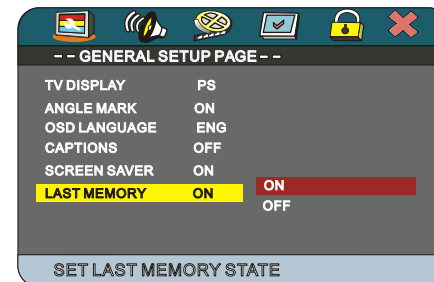 -- GENERAL SETUP PAGE --
TV DISPLAY PS
ANGLE MARK ON
OSD LANGUAGE ENG
CAPTIONS OFF
SCREEN SAVER ON
LAST MEMORY ON ON
OFF
SET LAST MEMORY STATE